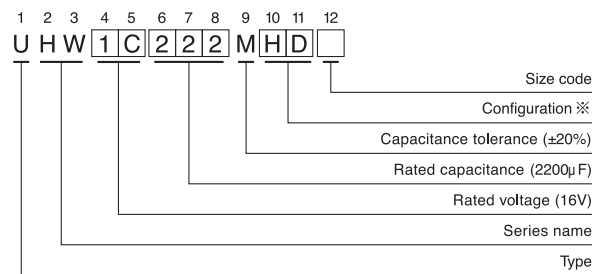 1 2 3 4 5 6 7 8 9 10 11 12
U H W 1 C 2 2 2 M H D
Size code
Configuration ※
Capacitance tolerance (±20%)
Rated capacitance (2200μF)
Rated voltage (16V)
Series name
Type